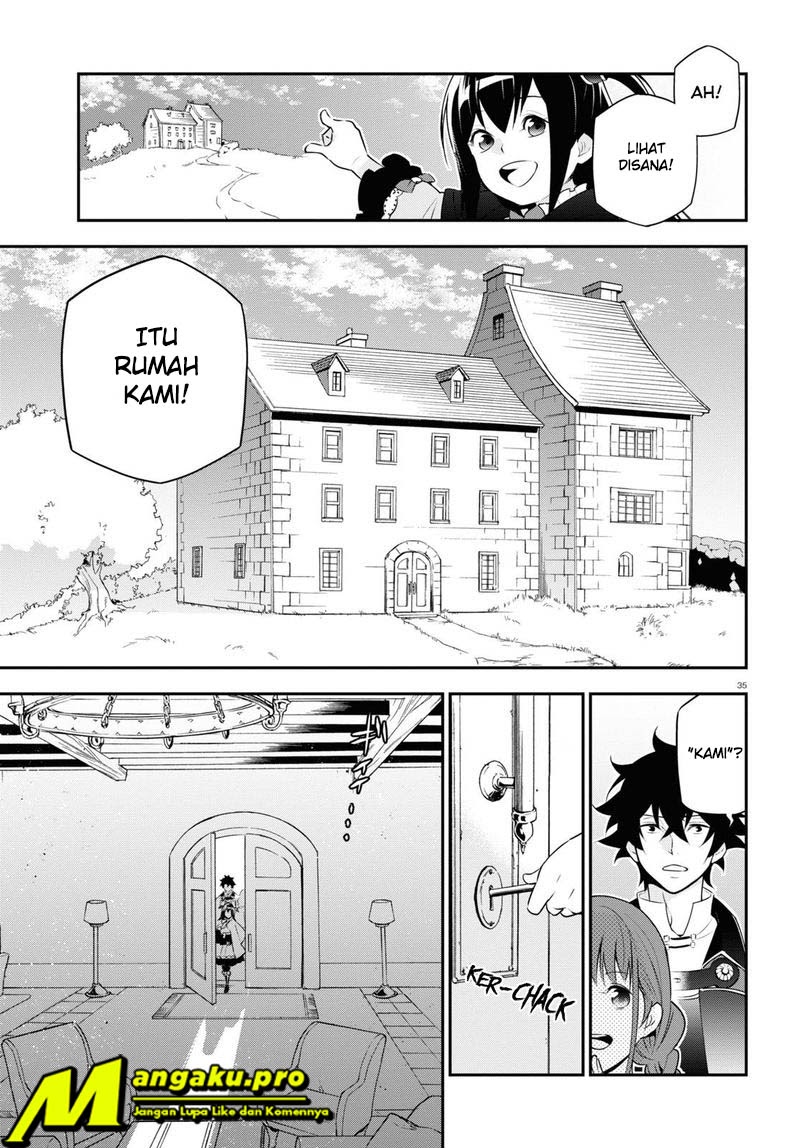 AH!
LIHAT
DISANA!
ITU
RUMAH
KAMI!
35
"KAMI"?
KER-CHACK
Mangaku.pro
Jangan Lupa Like dan Komennya